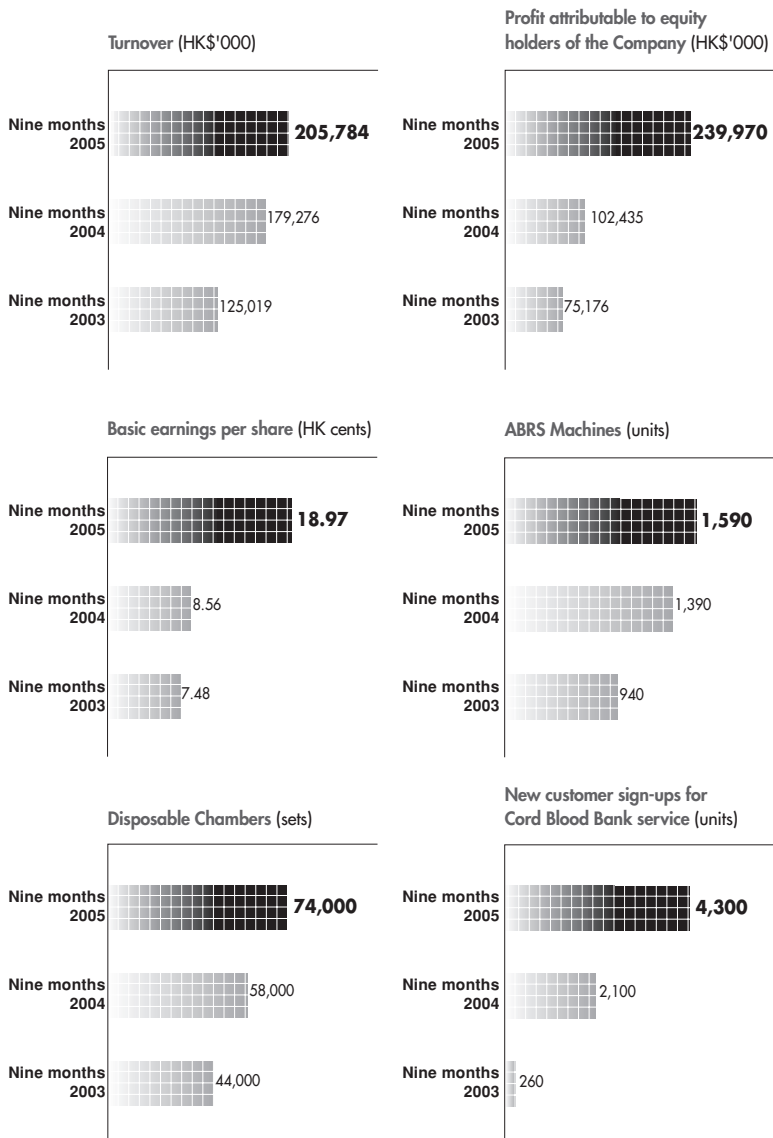 Turnover (HK$'000)
Nine months
2005
205,784
Nine months
2004
179,276
Nine months
2003
125,019
Profit attributable to equity
holders of the Company (HK$'000)
Nine months
2005
239,970
Nine months
2004
102,435
Nine months
2003
75,176
Basic earnings per share (HK cents)
Nine months
2005
18.97
Nine months
2004
8.56
Nine months
2003
7.48
ABRS Machines (units)
Nine months
2005
1,590
Nine months
2004
1,390
Nine months
2003
940
Disposable Chambers (sets)
Nine months
2005
74,000
Nine months
2004
58,000
Nine months
2003
44,000
New customer sign-ups for
Cord Blood Bank service (units)
Nine months
2005
4,300
Nine months
2004
2,100
Nine months
2003
260